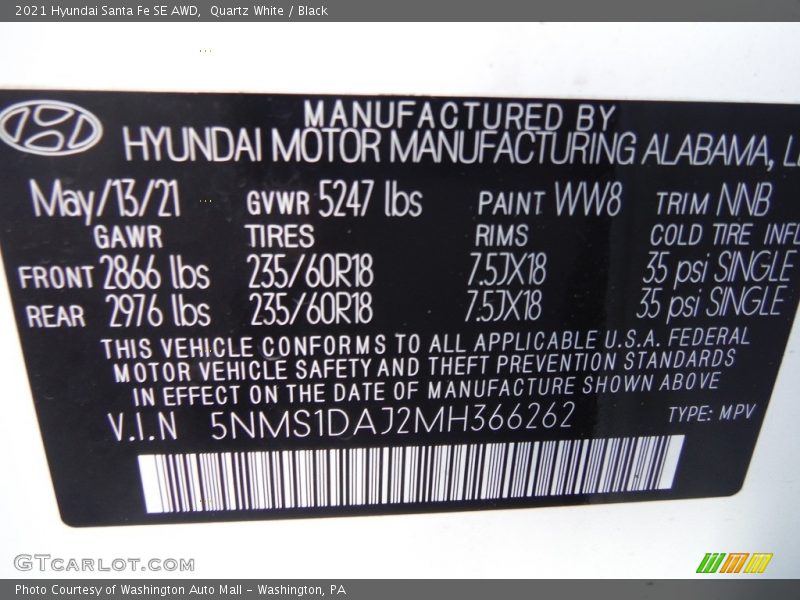 2021 Hyundai Santa Fe SE AWD, Quartz White / Black
MANUFACTURED BY
HYUNDAI MOTOR MANUFACTURING ALABAMA, LL
May/13/21 GVWR 5247 lbs PAINT WW8 TRIM NNB
GAWR TIRES RIMS COLD TIRE INFL
FRONT 2866 lbs 235/60R18 7.5JX18 35 psi SINGLE
REAR 2976 lbs 235/60R18 7.5JX18 35 psi SINGLE
THIS VEHICLE CONFORMS TO ALL APPLICABLE U.S.A. FEDERAL
MOTOR VEHICLE SAFETY AND THEFT PREVENTION STANDARDS
IN EFFECT ON THE DATE OF MANUFACTURE SHOWN ABOVE
V.I.N 5NMS1DAJ2MH366262 TYPE: MPV
GTCARLOT.COM
Photo Courtesy of Washington Auto Mall - Washington, PA